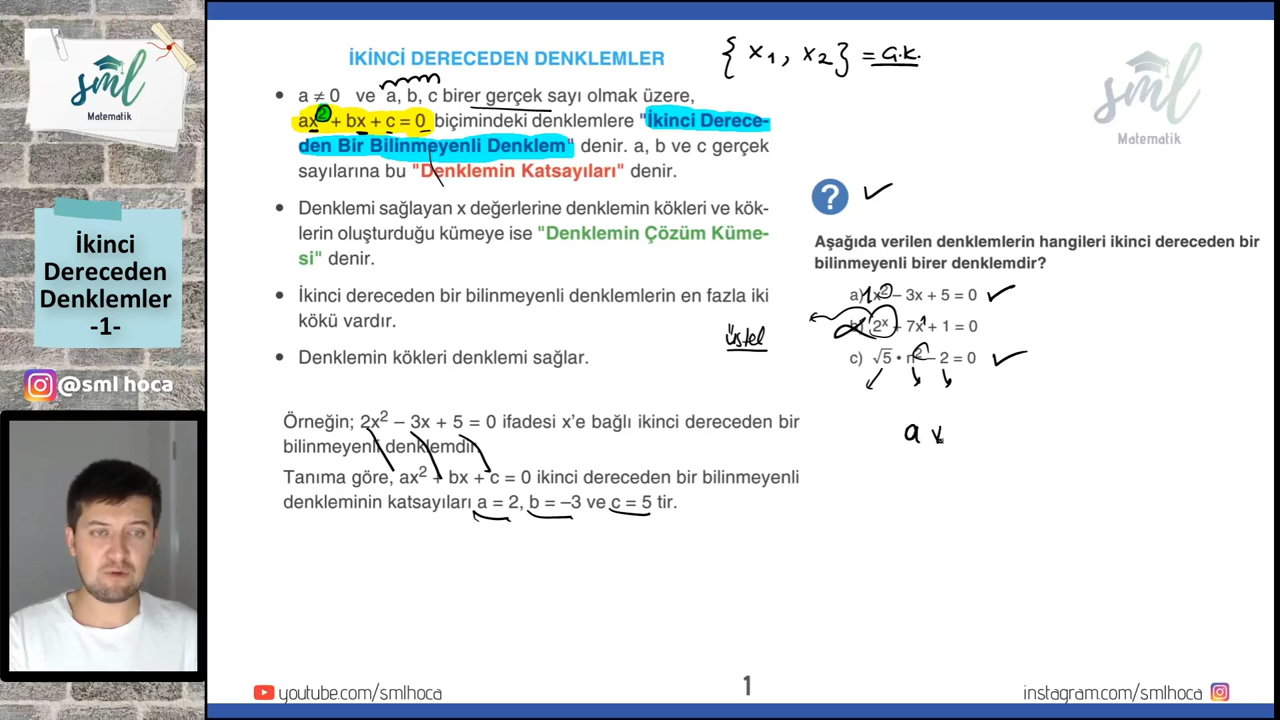 sml
Matematik
İkinci
Dereceden
Denklemler
-1-
@sml hoca
İKİNCİ DERECEDEN DENKLEMLER
{ x₁, x₂ } = Ç.K.
• a ≠ 0 ve a, b, c birer gerçek sayı olmak üzere,
ax² + bx + c = 0 biçimindeki denklemlere "İkinci Derece-
den Bir Bilinmeyenli Denklem" denir. a, b ve c gerçek
sayılarına bu "Denklemin Katsayıları" denir.
• Denklemi sağlayan x değerlerine denklemin kökleri ve kök-
lerin oluşturduğu kümeye ise "Denklemin Çözüm Küme-
si" denir.
• İkinci dereceden bir bilinmeyenli denklemlerin en fazla iki
kökü vardır.
• Denklemin kökleri denklemi sağlar.
Örneğin; 2x² – 3x + 5 = 0 ifadesi x'e bağlı ikinci dereceden bir
bilinmeyenli denklemdir.
Tanıma göre, ax² + bx + c = 0 ikinci dereceden bir bilinmeyenli
denkleminin katsayıları a = 2, b = –3 ve c = 5 tir.
sml
Matematik
?
Aşağıda verilen denklemlerin hangileri ikinci dereceden bir
bilinmeyenli birer denklemdir?
a) x² – 3x + 5 = 0
b) 2ˣ + 7x + 1 = 0
üstel
c) √5 • n² – 2 = 0
a
youtube.com/smlhoca
1
instagram.com/smlhoca